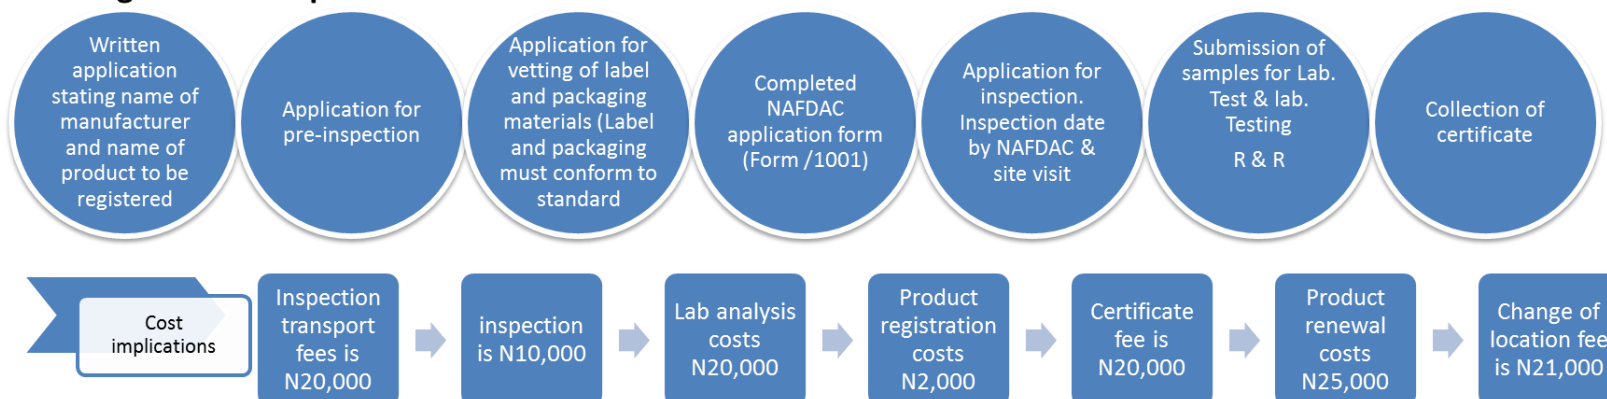 Written
application
stating name of
manufacturer
and name of
product to be
registered
Application for
pre-inspection
Application for
vetting of label
and packaging
materials (Label
and packaging
must conform to
standard
Completed
NAFDAC
application form
(Form /1001)
Application for
inspection.
Inspection date
by NAFDAC &
site visit
Submission of
samples for Lab.
Test & lab.
Testing
R & R
Collection of
certificate
Cost
implications
Inspection
transport
fees is
N20,000
inspection
is N10,000
Lab analysis
costs
N20,000
Product
registration
costs
N2,000
Certificate
fee is
N20,000
Product
renewal
costs
N25,000
Change of
location fee
is N21,000